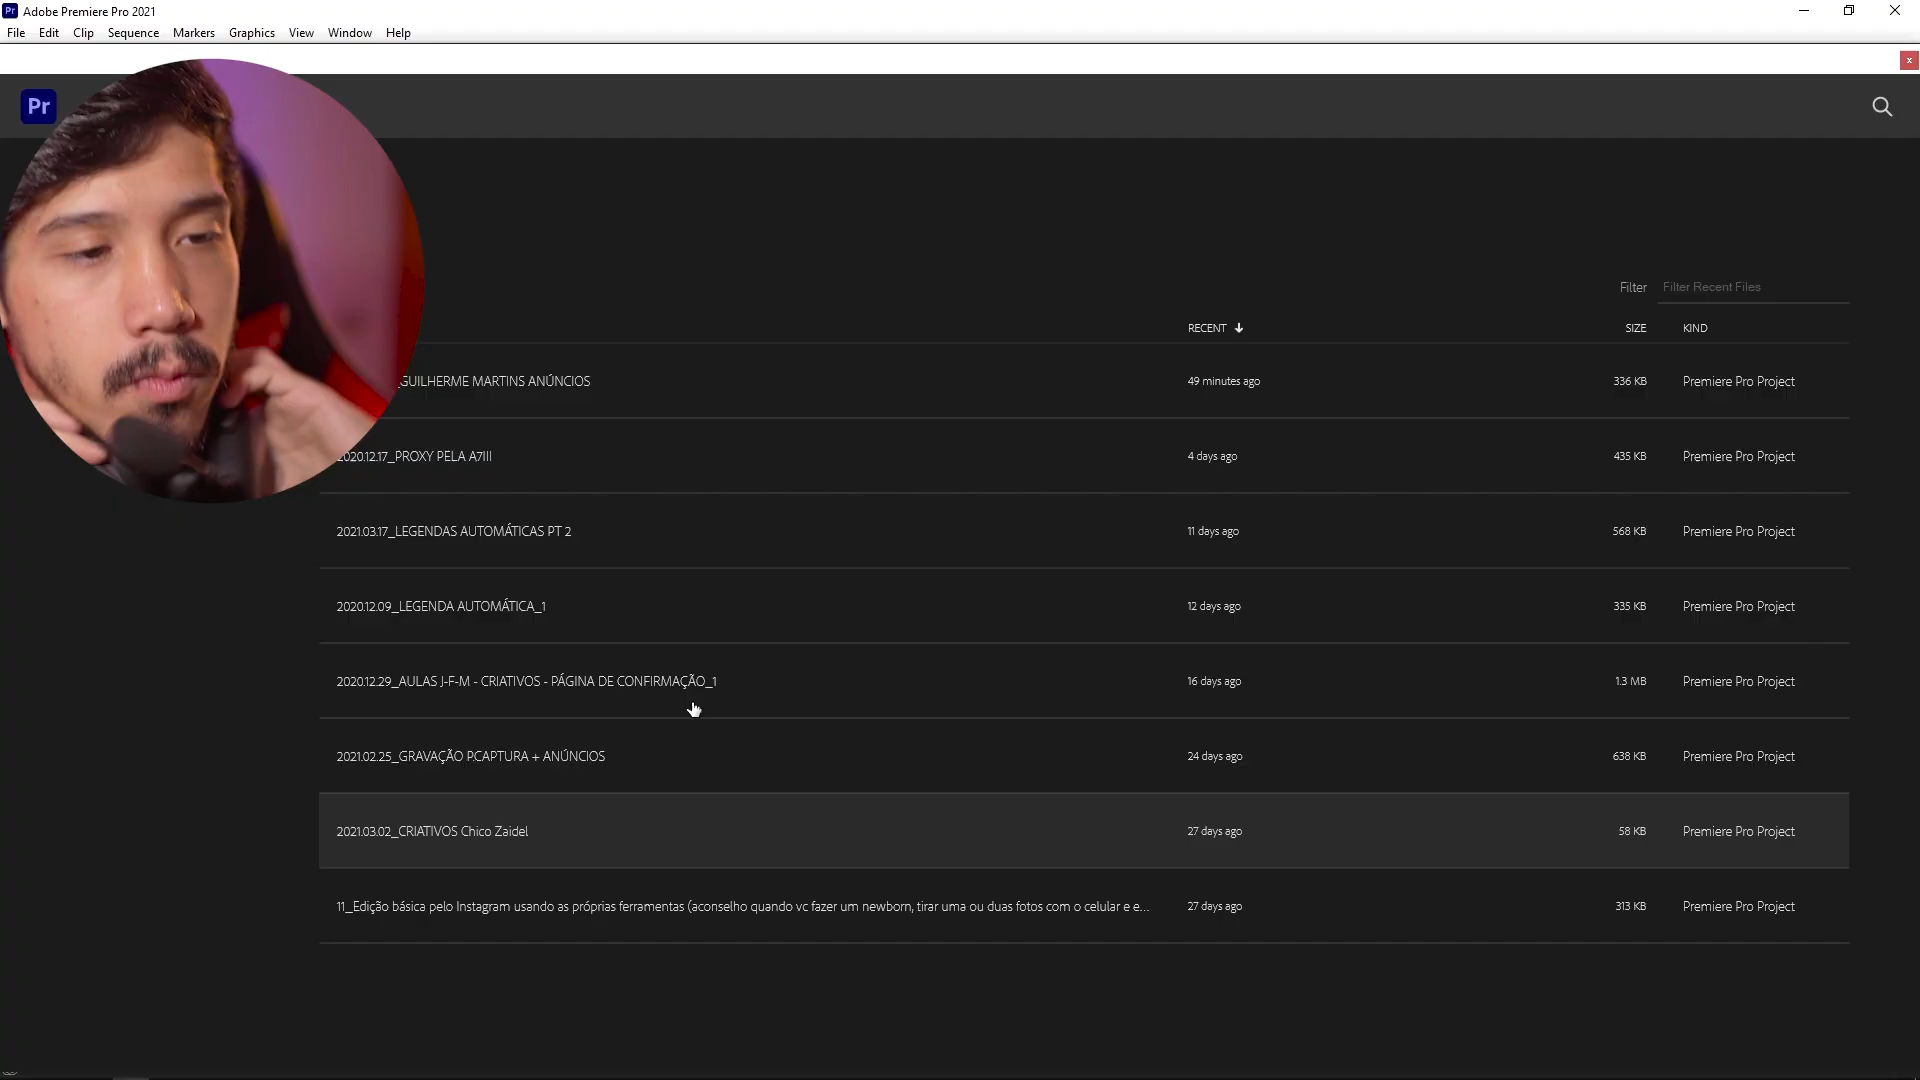 Pr Adobe Premiere Pro 2021
File Edit Clip Sequence Markers Graphics View Window Help
x
Pr
Filter Filter Recent Files
RECENT SIZE KIND
_GUILHERME MARTINS ANÚNCIOS 49 minutes ago 336 KB Premiere Pro Project
2020.12.17_PROXY PELA A7III 4 days ago 435 KB Premiere Pro Project
2021.03.17_LEGENDAS AUTOMÁTICAS PT 2 11 days ago 568 KB Premiere Pro Project
2020.12.09_LEGENDA AUTOMÁTICA_1 12 days ago 335 KB Premiere Pro Project
2020.12.29_AULAS J-F-M - CRIATIVOS - PÁGINA DE CONFIRMAÇÃO_1 16 days ago 1.3 MB Premiere Pro Project
2021.02.25_GRAVAÇÃO P.CAPTURA + ANÚNCIOS 24 days ago 638 KB Premiere Pro Project
2021.03.02_CRIATIVOS Chico Zaidel 27 days ago 58 KB Premiere Pro Project
11_Edição básica pelo Instagram usando as próprias ferramentas (aconselho quando vc fazer um newborn, tirar uma ou duas fotos com o celular e e... 27 days ago 313 KB Premiere Pro Project